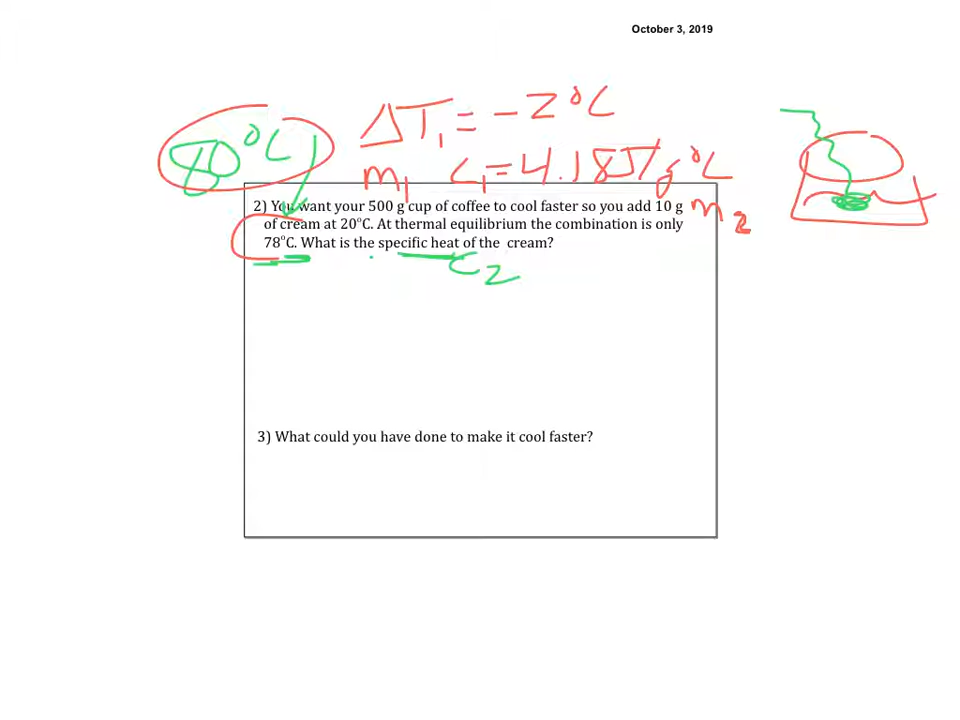 October 3, 2019
80°C ΔT₁ = -2°C
m₁ C₁ = 4.18 J/g°C
2) You want your 500 g cup of coffee to cool faster so you add 10 g m₂
of cream at 20°C. At thermal equilibrium the combination is only
78°C. What is the specific heat of the cream?
C₂
3) What could you have done to make it cool faster?